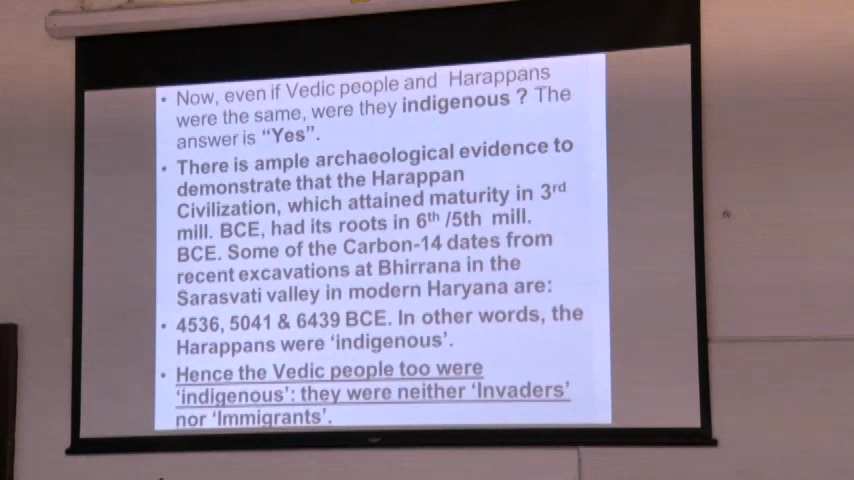 • Now, even if Vedic people and Harappans
were the same, were they indigenous ? The
answer is “Yes”.
• There is ample archaeological evidence to
demonstrate that the Harappan
Civilization, which attained maturity in 3rd
mill. BCE, had its roots in 6th /5th mill.
BCE. Some of the Carbon-14 dates from
recent excavations at Bhirrana in the
Sarasvati valley in modern Haryana are:
• 4536, 5041 & 6439 BCE. In other words, the
Harappans were ‘indigenous’.
• Hence the Vedic people too were
‘indigenous’: they were neither ‘Invaders’
nor ‘Immigrants’.